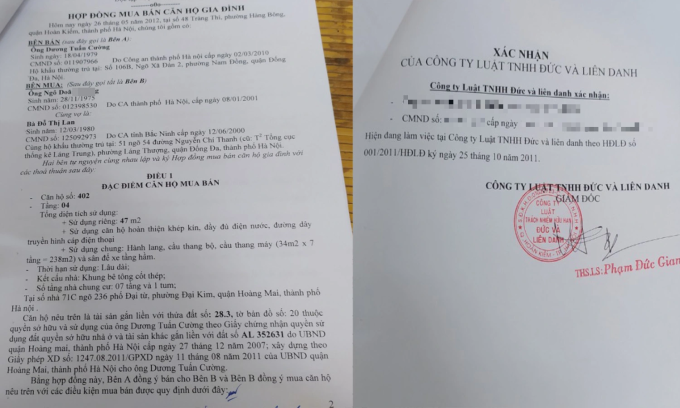 HỢP ĐỒNG MUA BÁN CĂN HỘ GIA ĐÌNH
Hôm nay ngày 26 tháng 05 năm 2012, tại số 48 Tràng Thi, phường Hàng Bông,
quận Hoàn Kiếm, thành phố Hà Nội, chúng tôi gồm có:
BÊN BÁN: (sau đây gọi là Bên A)
Ông Dương Tuấn Cường
Sinh năm: 18/04/1979
CMND số: 011907966 Do Công an thành phố Hà nội cấp ngày 02/03/2010
Hộ khẩu thường trú tại: Số 106B, Ngõ Xã Đàn 2, phường Nam Đồng, quận Đống
Đa, Hà Nội.
BÊN MUA: (Sau đây gọi tắt là Bên B)
Ông Ngô Doã
Sinh năm: 28/11/1975
CMND số: 012398530 Do CA thành phố Hà Nội, cấp ngày 08/01/2001
Cùng vợ là:
Bà Đỗ Thị Lan
Sinh năm: 12/03/1980
CMND số: 125092973 Do CA tỉnh Bắc Ninh cấp ngày 12/06/2000
Cùng hộ khẩu thường trú tại: 51 ngõ 54 đường Nguyễn Chí Thanh (cũ: T² Tổng cục
thống kê Láng Trung), phường Láng Thượng, quận Đống Đa, thành phố Hà Nội.
Hai bên tự nguyện cùng nhau lập và ký Hợp đồng mua bán căn hộ gia đình với
các thoả thuận sau đây:
ĐIỀU 1
ĐẶC ĐIỂM CĂN HỘ MUA BÁN
- Căn hộ số: 402
- Tầng: 04
Tổng diện tích sử dụng:
+ Sử dụng riêng: 47 m2
+ Sử dụng căn hộ hoàn thiện khép kín, đầy đủ điện nước, đường dây
truyền hình cáp điện thoại
+ Sử dụng chung: Hành lang, cầu thang bộ, cầu thang máy (34m2 x 7
tầng = 238m2) và sân để xe tầng hầm.
- Thời hạn sử dụng: Lâu dài;
- Kết cấu nhà: Khung bê tông cốt thép;
- Số tầng nhà chung cư: 07 tầng và 1 tum;
Tại số nhà 71C ngõ 236 phố Đại từ, phường Đại Kim, quận Hoàng Mai, thành phố
Hà nội .
Căn hộ nêu trên là tài sản gắn liền với thửa đất số: 28.3, tờ bản đồ số: 20 thuộc
quyền sở hữu và sử dụng của ông Dương Tuấn Cường theo Giấy chứng nhận quyền sử
dụng đất quyền sở hữu nhà ở và tài sản khác gắn liền với đất số AL 352631 do UBND
quận Hoàng mai, thành phố Hà Nội cấp ngày 27 tháng 12 năm 2007; xây dựng theo
Giấy phép XD số: 1247.08.2011/GPXD ngày 11 tháng 08 năm 2011 của UBND quận
Hoàng Mai, thành phố Hà Nội cho ông Dương Tuấn Cường.
Bằng hợp đồng này, Bên A đồng ý bán cho Bên B và Bên B đồng ý mua căn hộ
nêu trên với các điều kiện mua bán được quy định dưới đây:
2
XÁC NHẬN
CỦA CÔNG TY LUẬT TNHH ĐỨC VÀ LIÊN DANH
Công ty Luật TNHH Đức và liên danh xác nhận:
- CMND số: cấp ngày
Hiện đang làm việc tại Công ty Luật TNHH Đức và liên danh theo HĐLĐ số
001/2011/HĐLĐ ký ngày 25 tháng 10 năm 2011.
CÔNG TY LUẬT TNHH ĐỨC VÀ LIÊN DANH
GIÁM ĐỐC
CÔNG TY
LUẬT
TRÁCH NHIỆM HỮU HẠN
ĐỨC VÀ
LIÊN DANH
THS.LS: Phạm Đức Gian